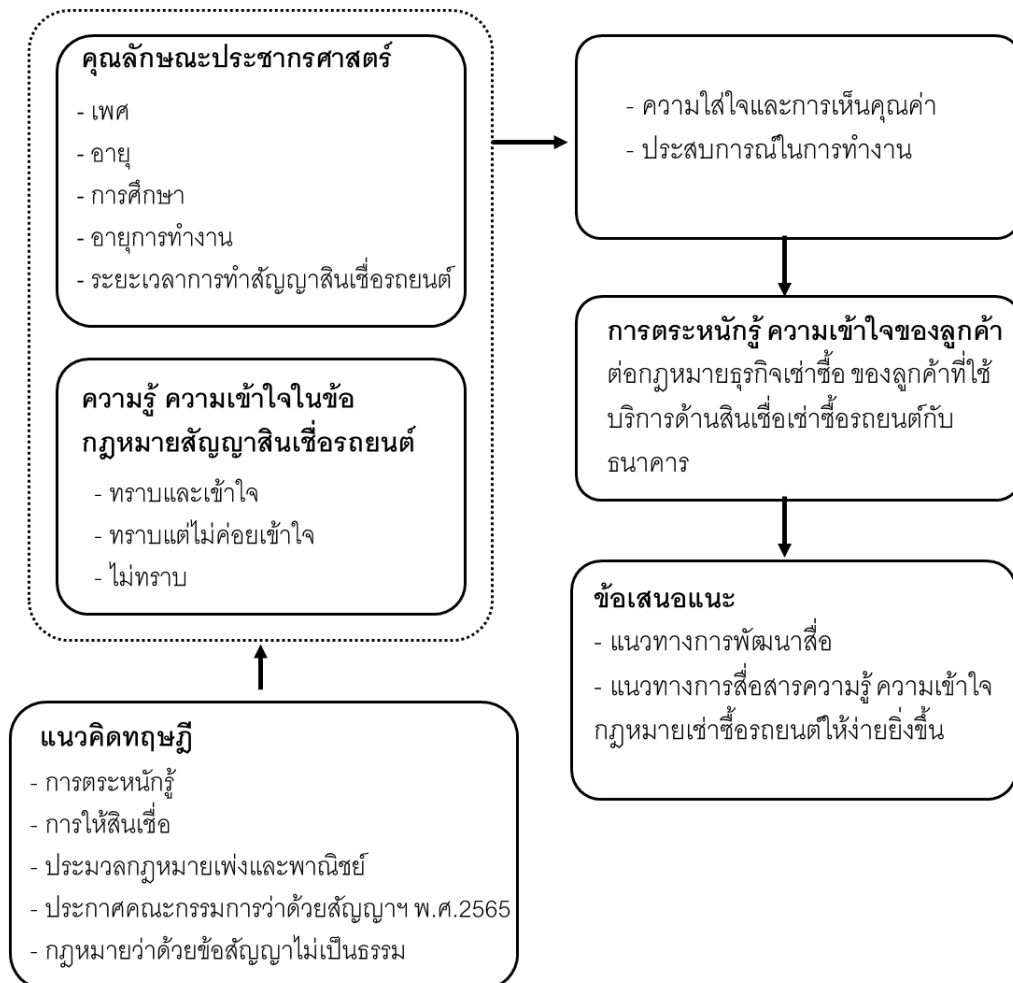 คุณลักษณะประชากรศาสตร์
- เพศ
- อายุ
- การศึกษา
- อายุการทำงาน
- ระยะเวลาการทำสัญญาสินเชื่อรถยนต์
ความรู้ ความเข้าใจในข้อ
กฎหมายสัญญาสินเชื่อรถยนต์
- ทราบและเข้าใจ
- ทราบแต่ไม่ค่อยเข้าใจ
- ไม่ทราบ
แนวคิดทฤษฎี
- การตระหนักรู้
- การให้สินเชื่อ
- ประมวลกฎหมายเพ่งและพาณิชย์
- ประกาศคณะกรรมการว่าด้วยสัญญาฯ พ.ศ.2565
- กฎหมายว่าด้วยข้อสัญญาไม่เป็นธรรม
- ความใส่ใจและการเห็นคุณค่า
- ประสบการณ์ในการทำงาน
การตระหนักรู้ ความเข้าใจของลูกค้า
ต่อกฎหมายธุรกิจเช่าซื้อ ของลูกค้าที่ใช้
บริการด้านสินเชื่อเช่าซื้อรถยนต์กับ
ธนาคาร
ข้อเสนอแนะ
- แนวทางการพัฒนาสื่อ
- แนวทางการสื่อสารความรู้ ความเข้าใจ
กฎหมายเช่าซื้อรถยนต์ให้ง่ายยิ่งขึ้น